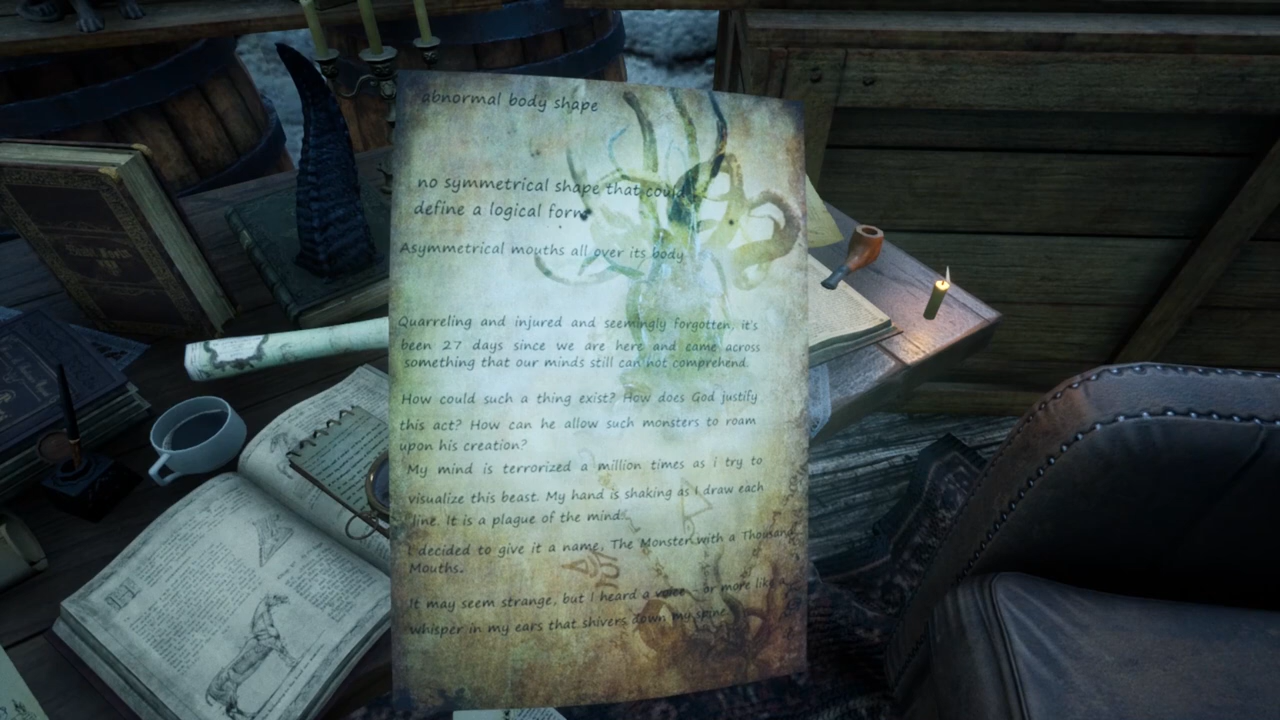 abnormal body shape
no symmetrical shape that could
define a logical form
Asymmetrical mouths all over its body
Quarreling and injured and seemingly forgotten, it's
been 27 days since we are here and came across
something that our minds still can not comprehend.
How could such a thing exist? How does God justify
this act? How can he allow such monsters to roam
upon his creation?
My mind is terrorized a million times as i try to
visualize this beast. My hand is shaking as I draw each
line. It is a plague of the mind.
I decided to give it a name, The Monster with a Thousand
Mouths.
It may seem strange, but I heard a voice or more like a
whisper in my ears that shivers down my spine.